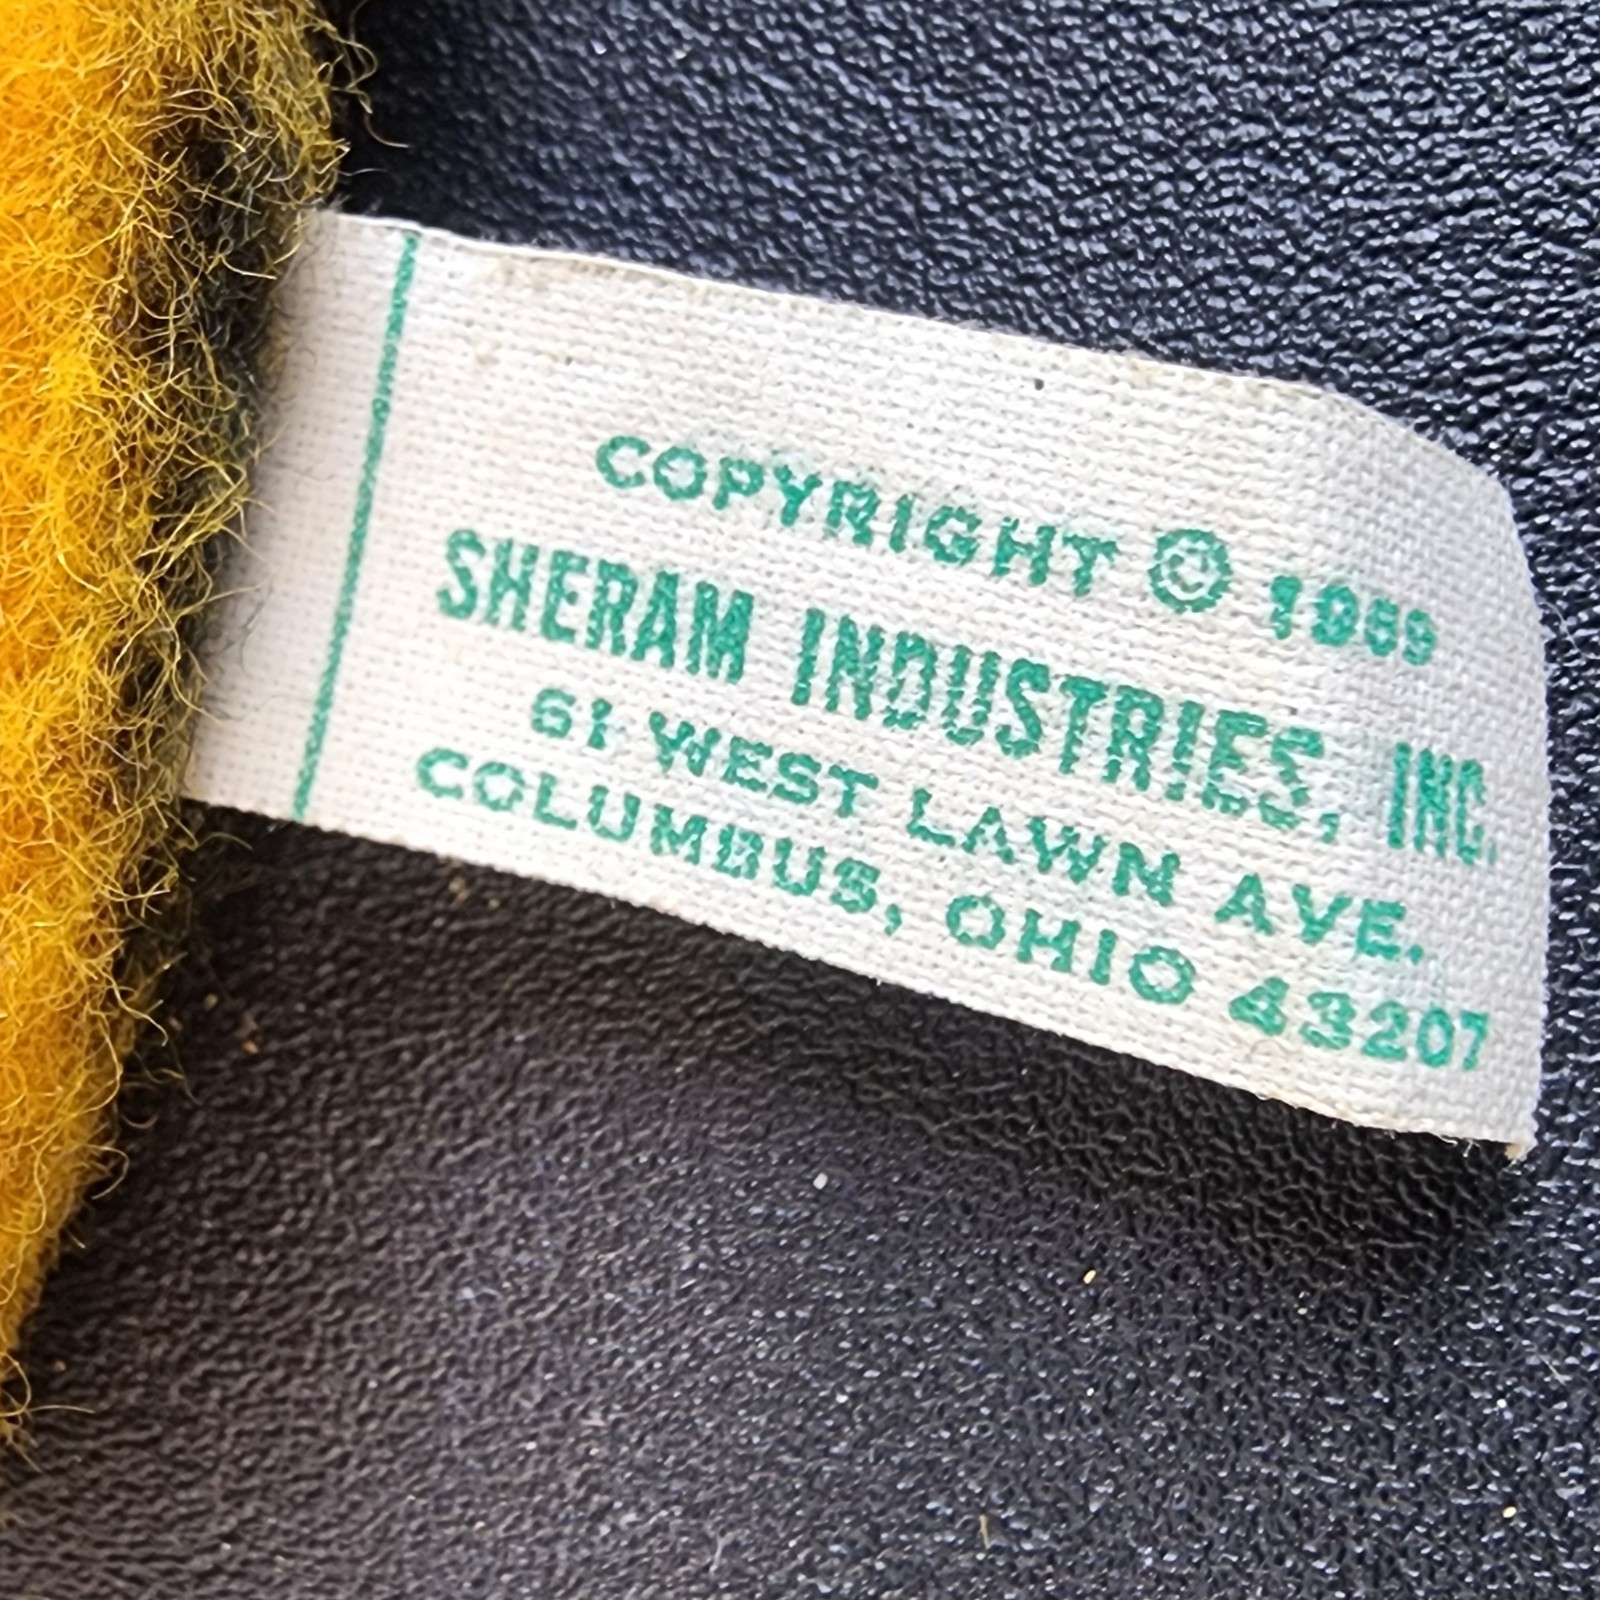 COPYRIGHT © 1969
SHERAM INDUSTRIES, INC.
61 WEST LAWN AVE.
COLUMBUS, OHIO 43207